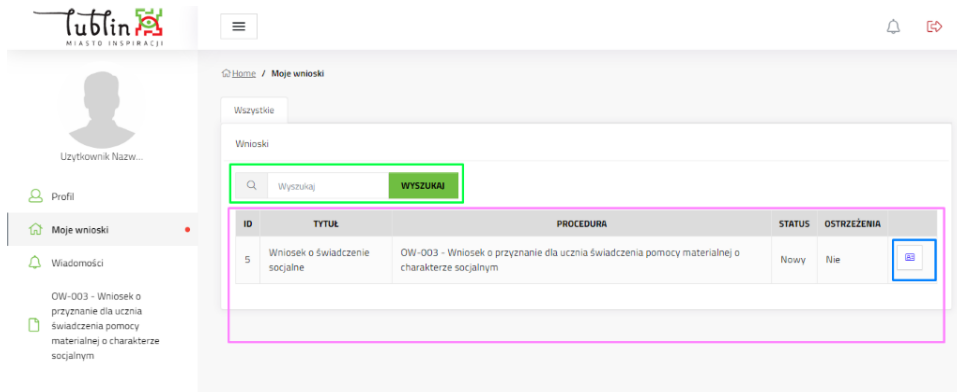 lublin
MIASTO INSPIRACJI
Home / Moje wnioski
Wszystkie
Uzytkownik Nazw...
Wnioski
Wyszukaj WYSZUKAJ
Profil
Moje wnioski
Wiadomości
OW-003 - Wniosek o
przyznanie dla ucznia
świadczenia pomocy
materialnej o charakterze
socjalnym
ID TYTUŁ PROCEDURA STATUS OSTRZEŻENIA
5 Wniosek o świadczenie
socjalne
OW-003 - Wniosek o przyznanie dla ucznia świadczenia pomocy materialnej o
charakterze socjalnym
Nowy Nie